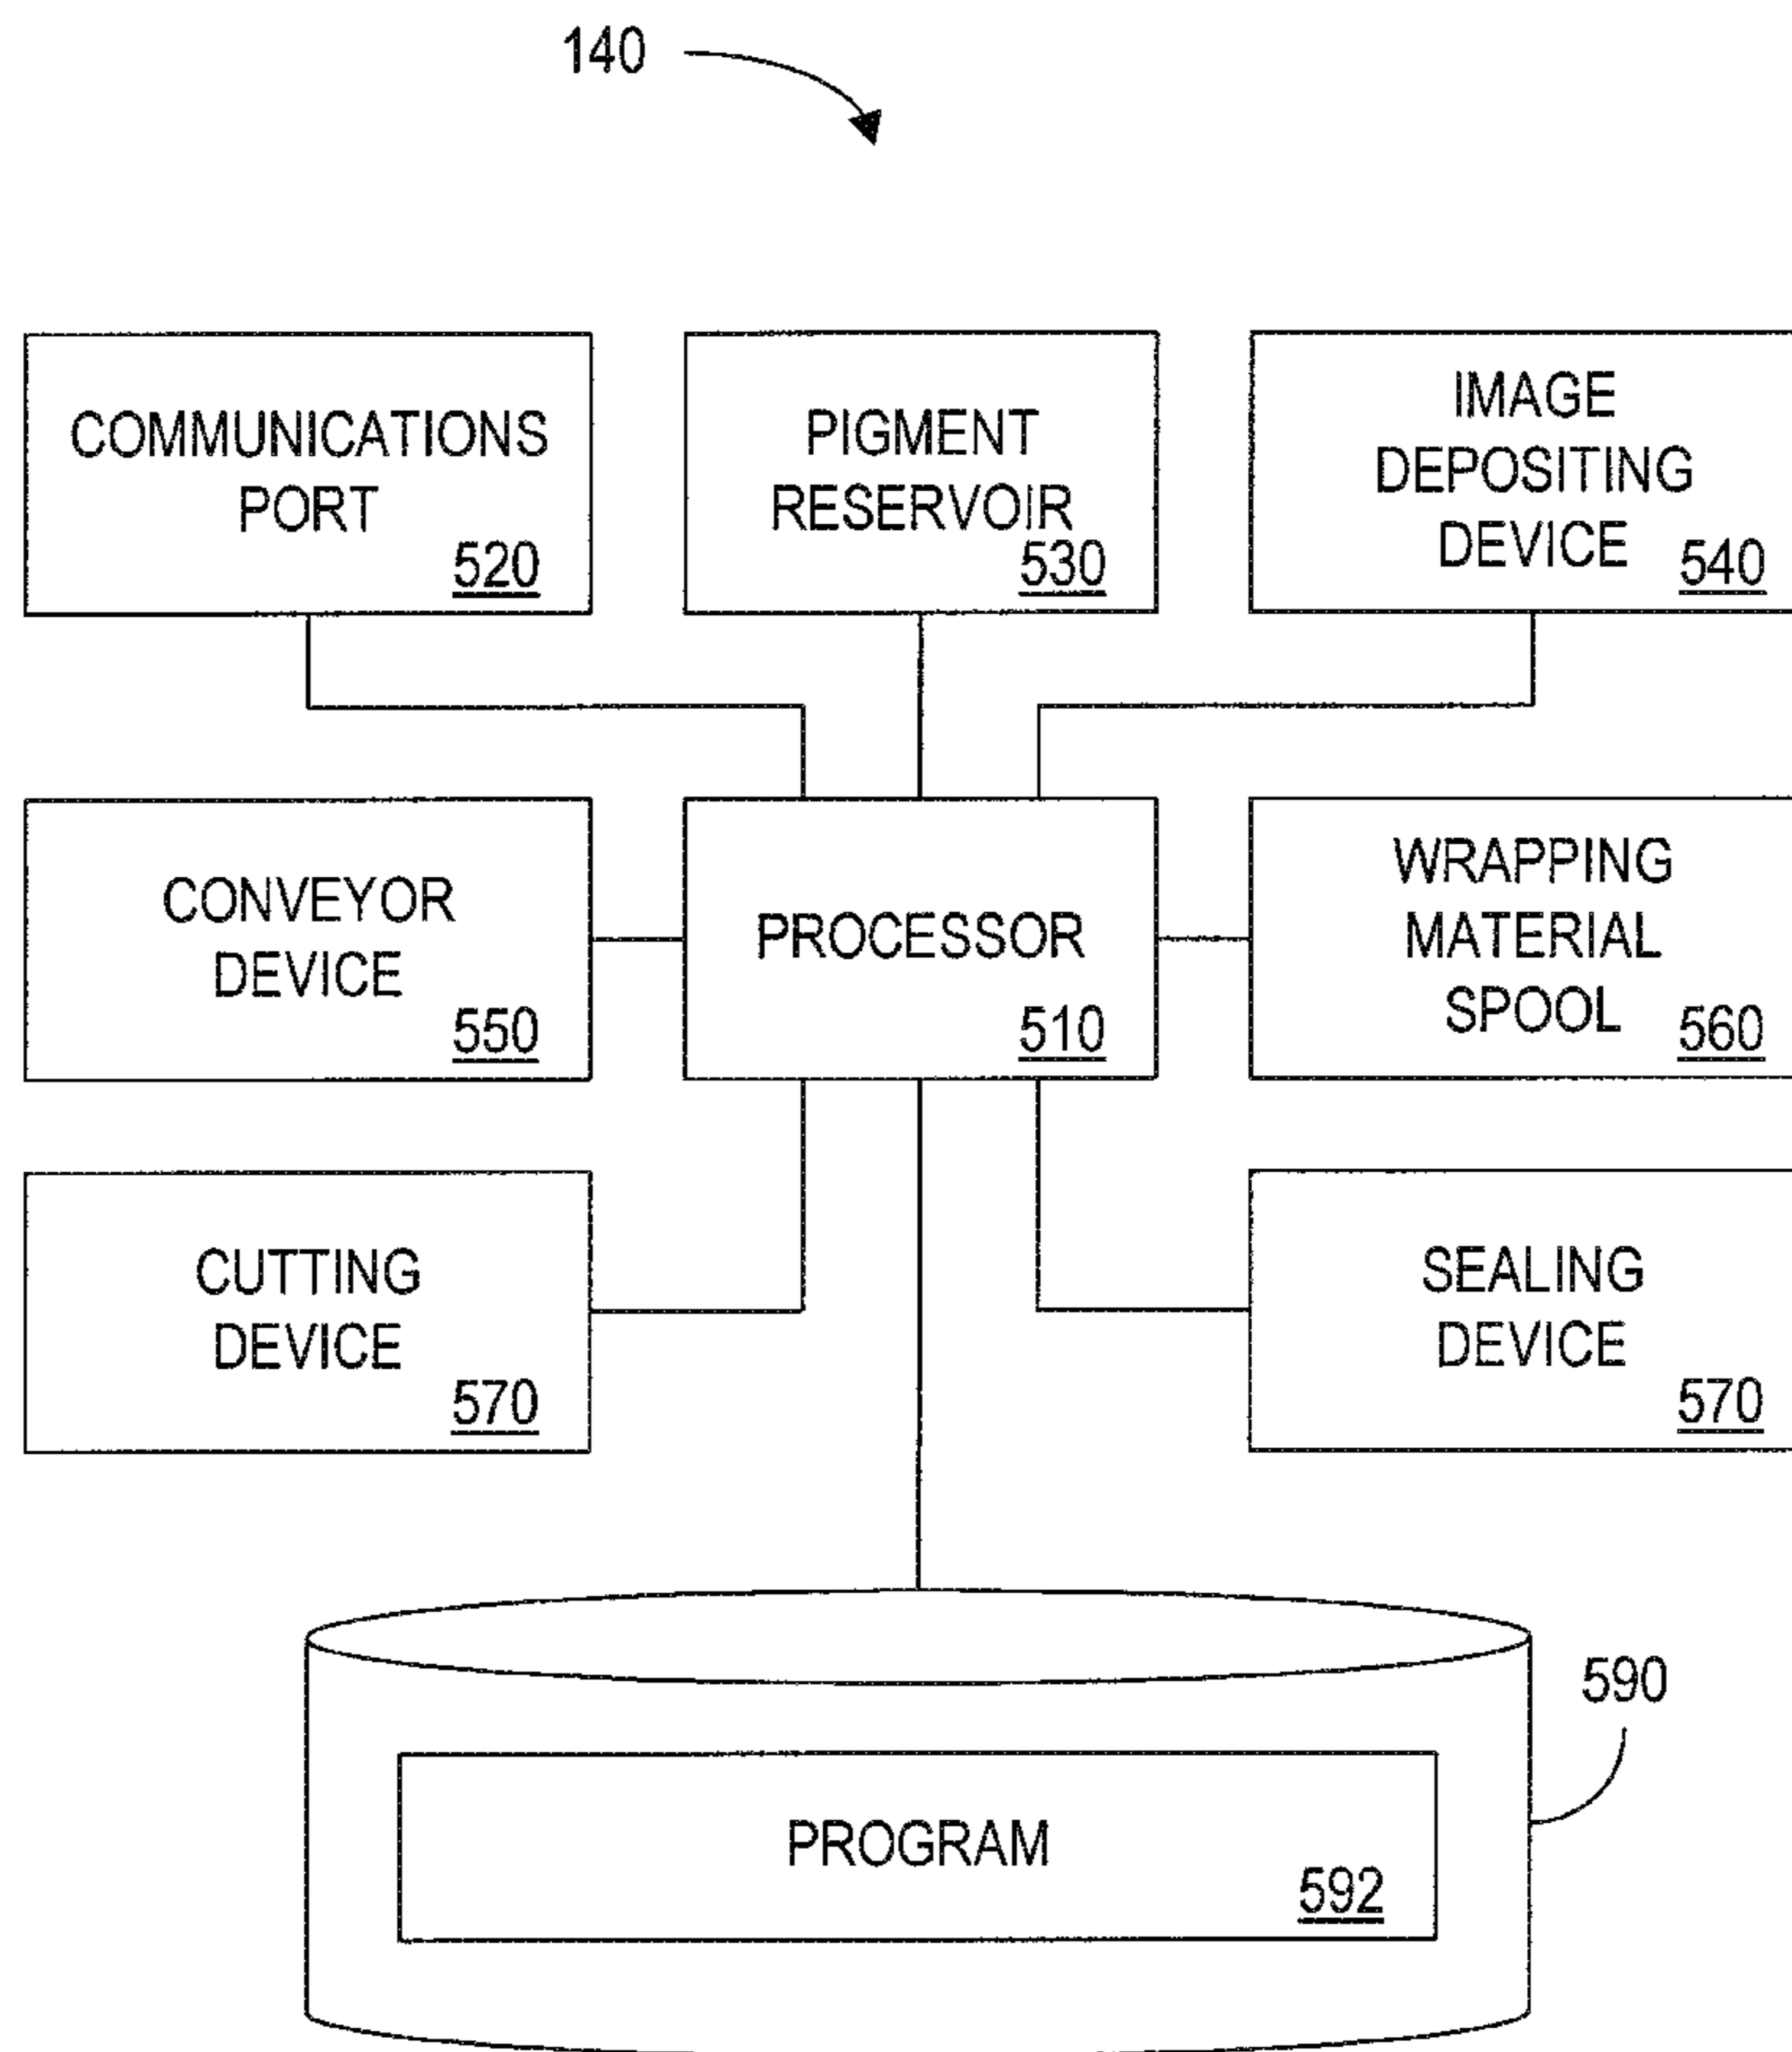 140
COMMUNICATIONS
PORT
520
PIGMENT
RESERVOIR
530
IMAGE
DEPOSITING
DEVICE
540
CONVEYOR
DEVICE
550
PROCESSOR
510
WRAPPING
MATERIAL
SPOOL
560
CUTTING
DEVICE
570
SEALING
DEVICE
570
590
PROGRAM
592